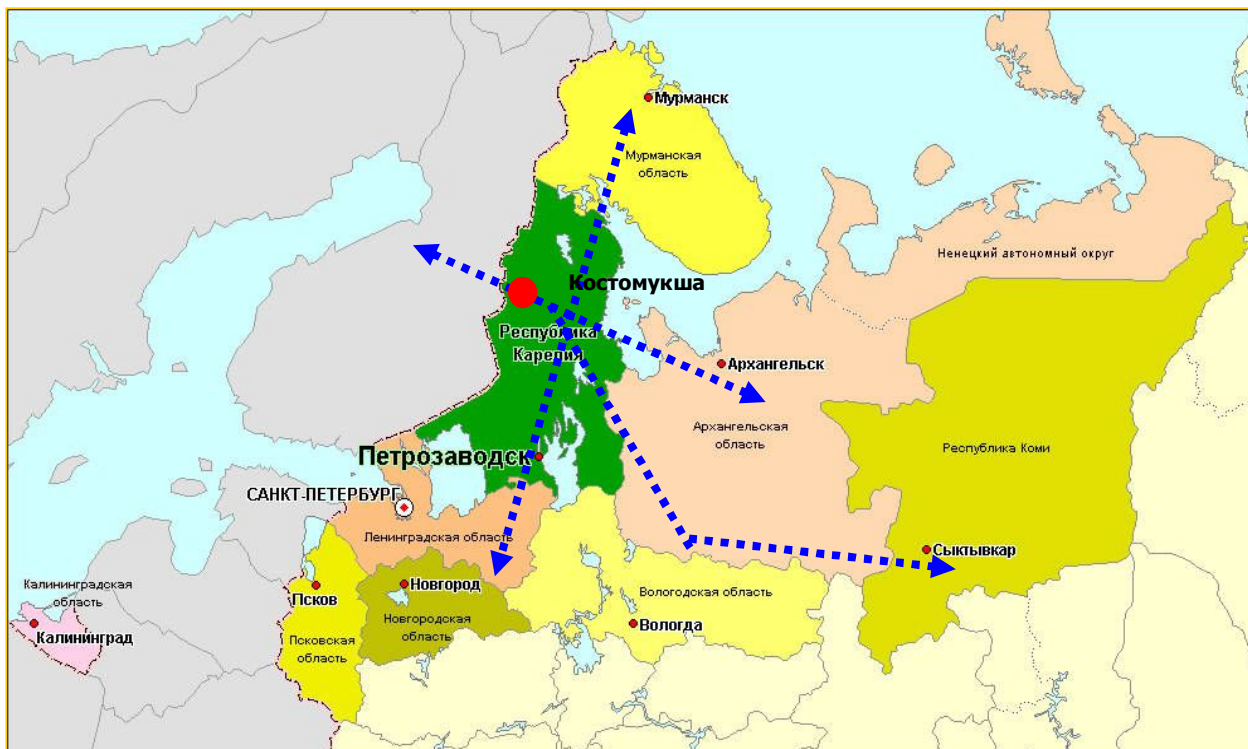 Мурманск
Мурманская
область
Ненецкий автономный округ
Костомукша
Республика
Карелия
Архангельск
Архангельская
область
Республика Коми
Петрозаводск
САНКТ-ПЕТЕРБУРГ
Ленинградская область
Сыктывкар
Калининградская
область
Псков
Новгород
Вологодская область
Калининград
Новгородская
область
Вологда
Псковская
область